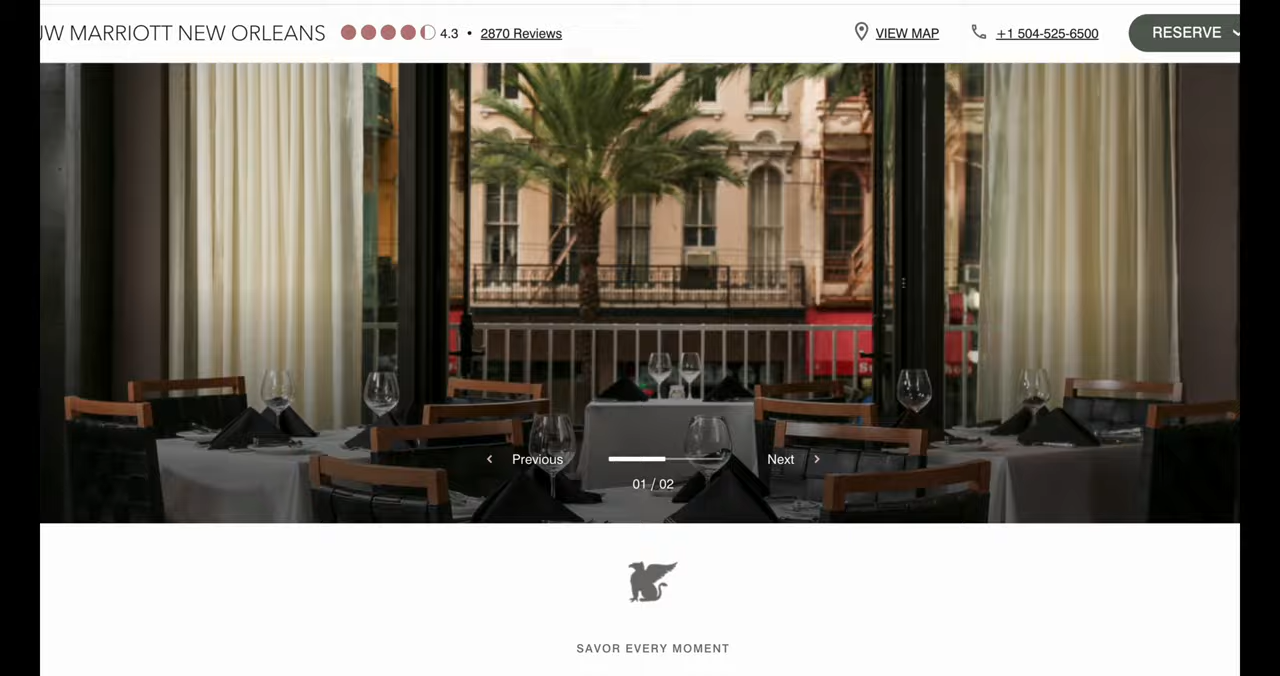 JW MARRIOTT NEW ORLEANS 4.3 • 2870 Reviews VIEW MAP +1 504-525-6500 RESERVE
Previous Next
01 / 02
SAVOR EVERY MOMENT